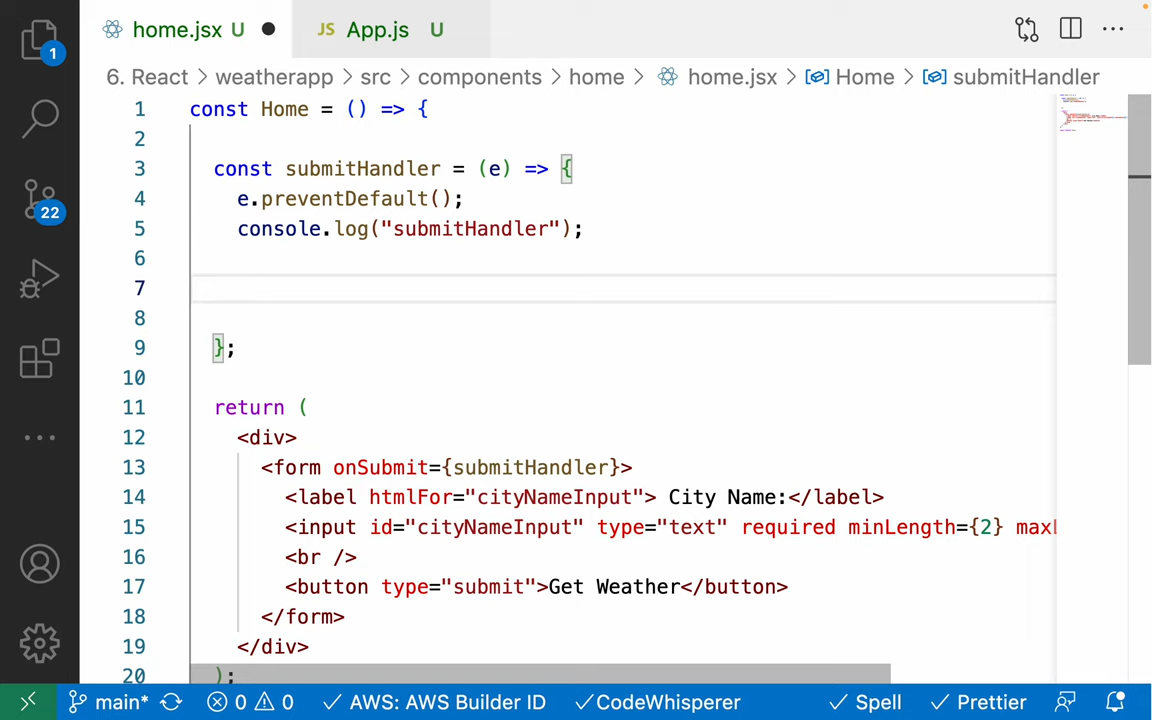 home.jsx U
JS App.js U
1
6. React > weatherapp > src > components > home > home.jsx > Home > submitHandler
1 const Home = () => {
2
3 const submitHandler = (e) => {
4 e.preventDefault();
5 console.log("submitHandler");
22
6
7
8
9 };
10
11 return (
12 <div>
13 <form onSubmit={submitHandler}>
14 <label htmlFor="cityNameInput"> City Name:</label>
15 <input id="cityNameInput" type="text" required minLength={2} max
16 <br />
17 <button type="submit">Get Weather</button>
18 </form>
19 </div>
20 );
main* 0 0 AWS: AWS Builder ID CodeWhisperer Spell Prettier